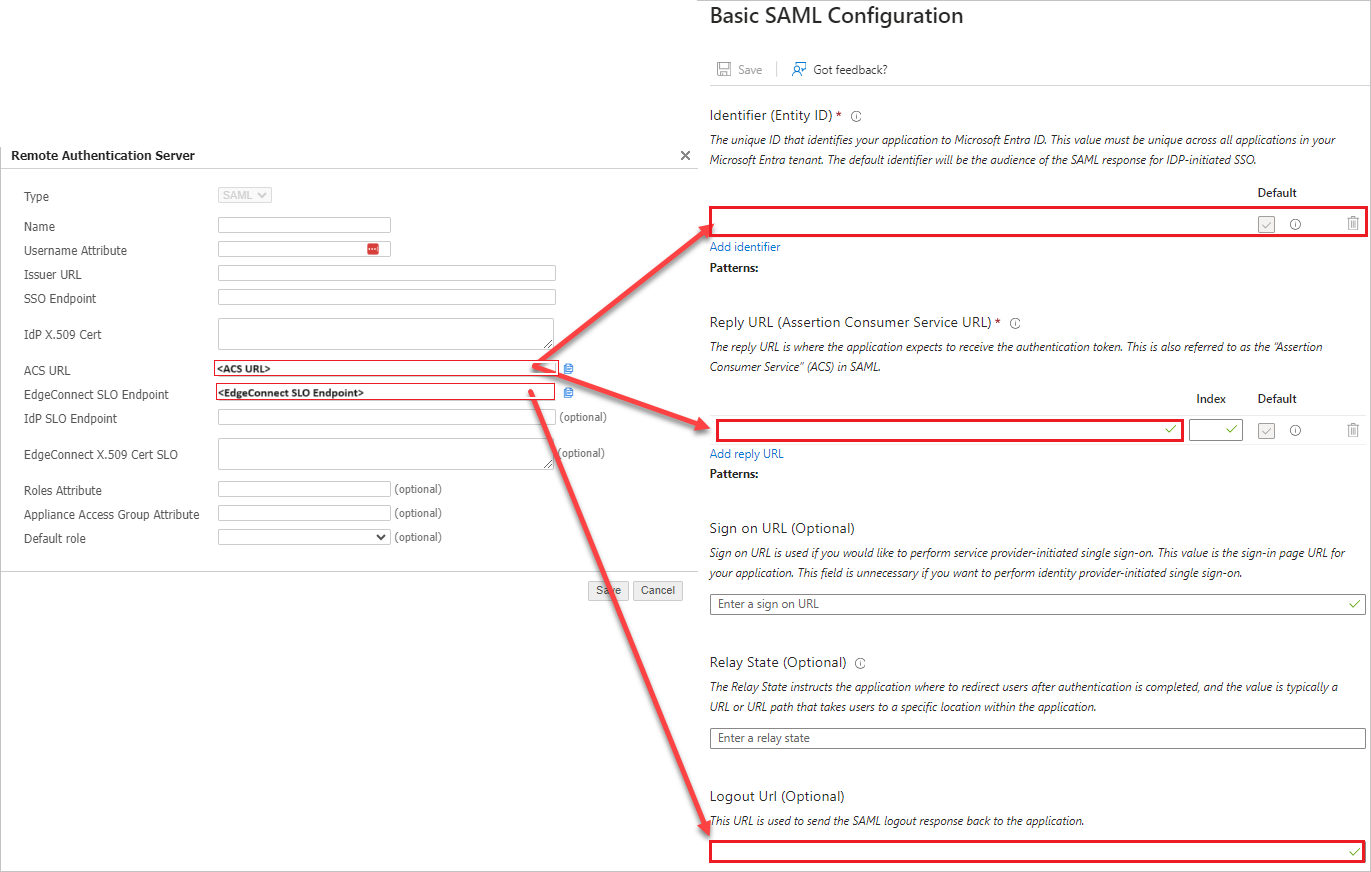 Remote Authentication Server
Type
SAML
Name
Username Attribute
Issuer URL
SSO Endpoint
IdP X.509 Cert
ACS URL
<ACS URL>
EdgeConnect SLO Endpoint
<EdgeConnect SLO Endpoint>
IdP SLO Endpoint
(optional)
EdgeConnect X.509 Cert SLO
(optional)
Roles Attribute
(optional)
Appliance Access Group Attribute
(optional)
Default role
(optional)
Save
Cancel
Basic SAML Configuration
Save
Got feedback?
Identifier (Entity ID) *
The unique ID that identifies your application to Microsoft Entra ID. This value must be unique across all applications in your
Microsoft Entra tenant. The default identifier will be the audience of the SAML response for IDP-initiated SSO.
Default
Add identifier
Patterns:
Reply URL (Assertion Consumer Service URL) *
The reply URL is where the application expects to receive the authentication token. This is also referred to as the "Assertion
Consumer Service" (ACS) in SAML.
Index
Default
Add reply URL
Patterns:
Sign on URL (Optional)
Sign on URL is used if you would like to perform service provider-initiated single sign-on. This value is the sign-in page URL for
your application. This field is unnecessary if you want to perform identity provider-initiated single sign-on.
Enter a sign on URL
Relay State (Optional)
The Relay State instructs the application where to redirect users after authentication is completed, and the value is typically a
URL or URL path that takes users to a specific location within the application.
Enter a relay state
Logout Url (Optional)
This URL is used to send the SAML logout response back to the application.